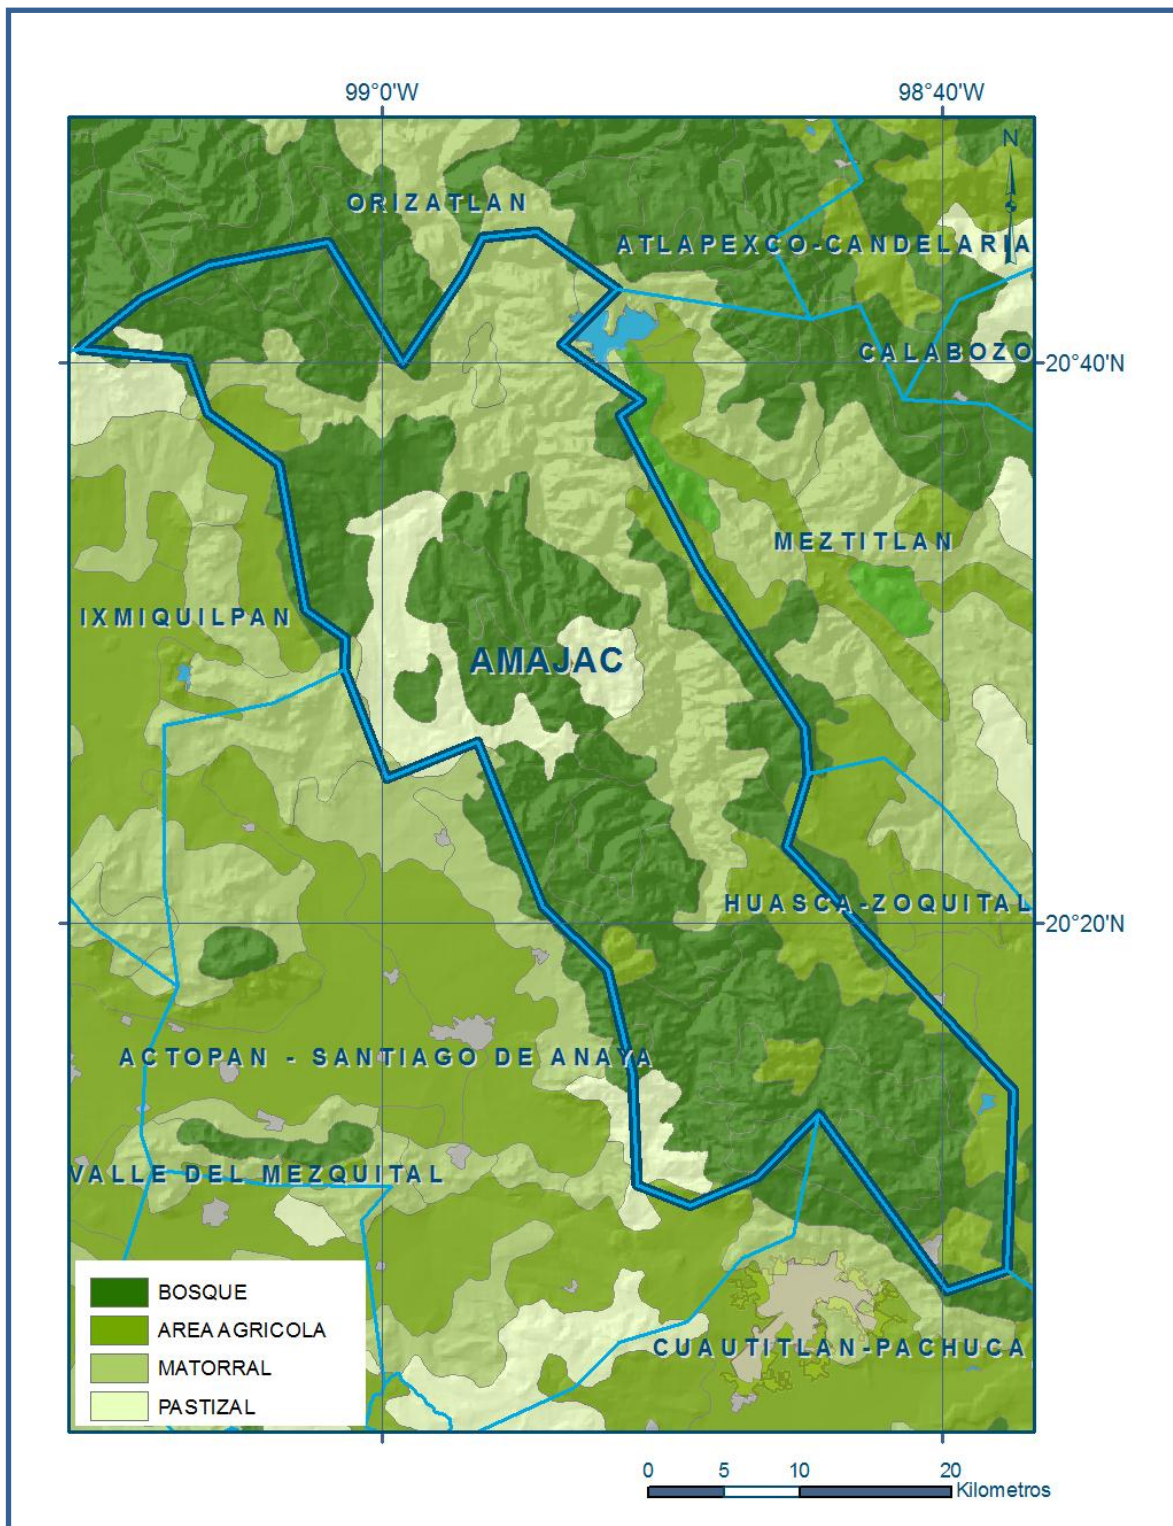 99°0'W
98°40'W
N
ORIZATLAN
ATLAPEXCO-CANDELARIA
CALABOZO
20°40'N
MEZTITLAN
IXMIQUILPAN
AMAJAC
HUASCA-ZOQUITAL
20°20'N
ACTOPAN - SANTIAGO DE ANAYA
VALLE DEL MEZQUITAL
BOSQUE
AREA AGRICOLA
MATORRAL
PASTIZAL
CUAUTITLAN-PACHUCA
0 5 10 20
Kilometros